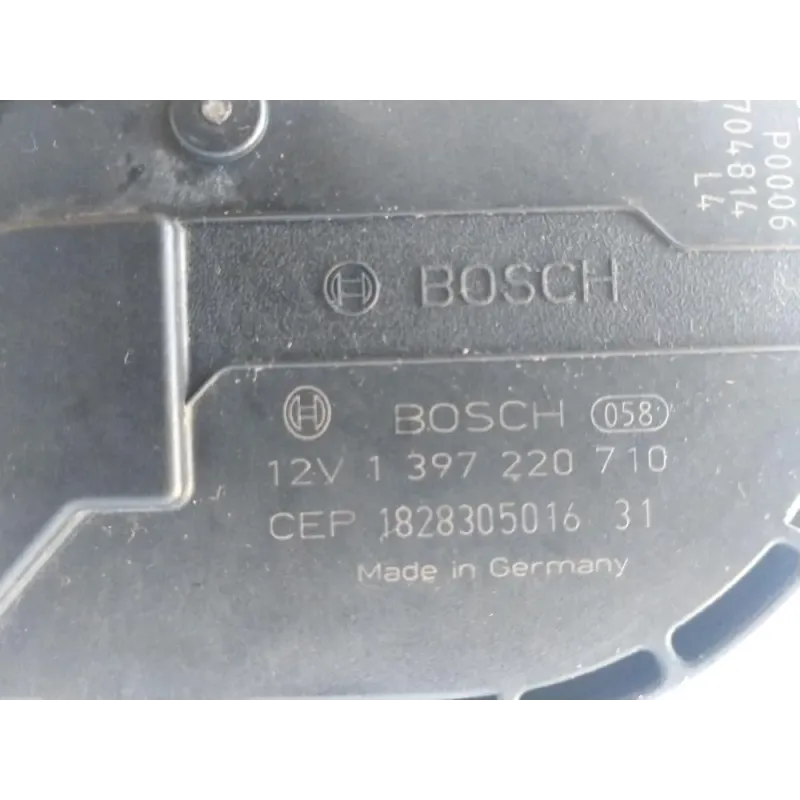 P0006
704814
L4
BOSCH
BOSCH 058
12V 1 397 220 710
CEP 1828305016 31
Made in Germany